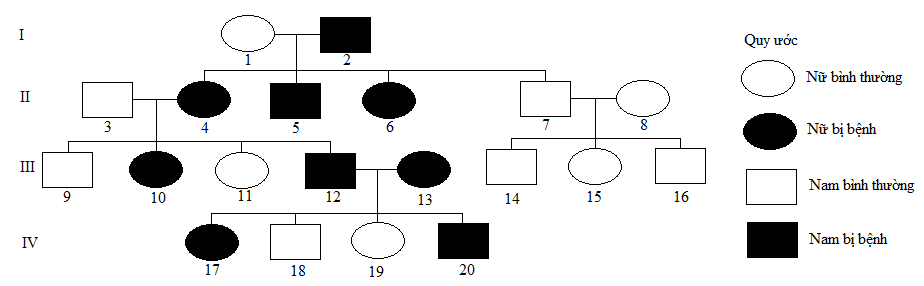 I
1
2
Quy ước
Nữ bình thường
II
3
4
5
6
7
8
Nữ bị bệnh
III
9
10
11
12
13
14
15
16
Nam bình thường
IV
17
18
19
20
Nam bị bệnh